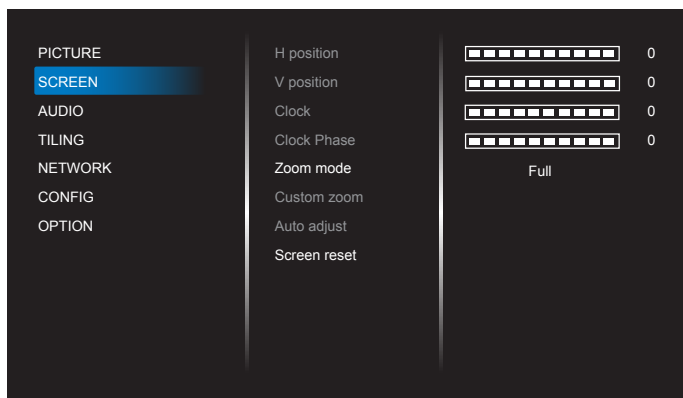 PICTURE
SCREEN
AUDIO
TILING
NETWORK
CONFIG
OPTION
H position 0
V position 0
Clock 0
Clock Phase 0
Zoom mode Full
Custom zoom
Auto adjust
Screen reset